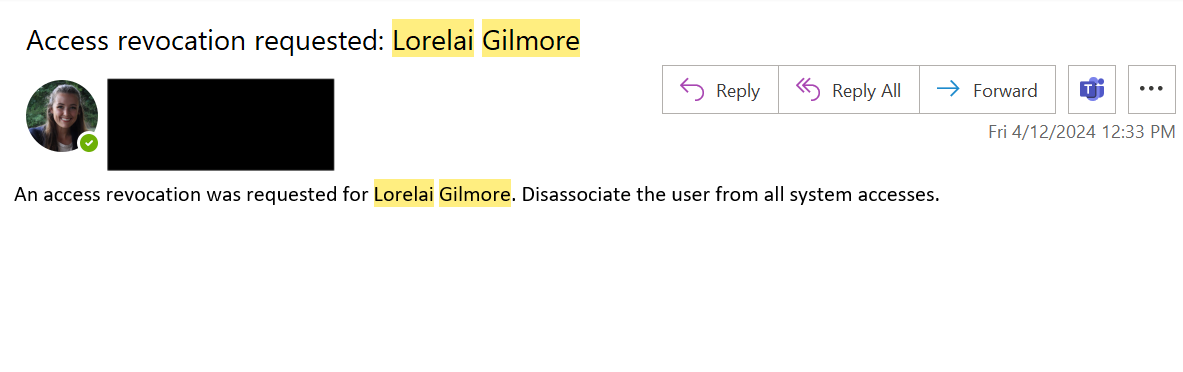 Access revocation requested: Lorelai Gilmore
Reply
Reply All
Forward
T
Fri 4/12/2024 12:33 PM
An access revocation was requested for Lorelai Gilmore. Disassociate the user from all system accesses.